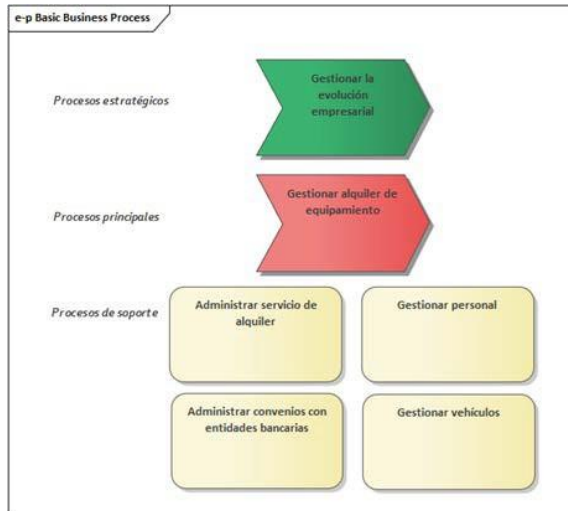 e-p Basic Business Process
Procesos estratégicos
Gestionar la
evolución
empresarial
Procesos principales
Gestionar alquiler de
equipamiento
Procesos de soporte
Administrar servicio de
alquiler
Gestionar personal
Administrar convenios con
entidades bancarias
Gestionar vehículos